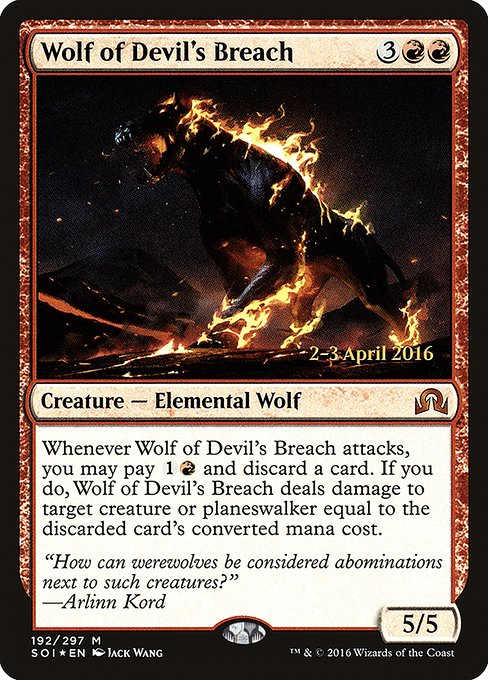 Wolf of Devil's Breach 3
2–3 April 2016
Creature — Elemental Wolf
Whenever Wolf of Devil's Breach attacks,
you may pay 1 and discard a card. If you
do, Wolf of Devil's Breach deals damage to
target creature or planeswalker equal to the
discarded card's converted mana cost.
“How can werewolves be considered abominations
next to such creatures?”
—Arlinn Kord
5/5
192/297 M
SOI ★ EN Jack Wang
™ & © 2016 Wizards of the Coast